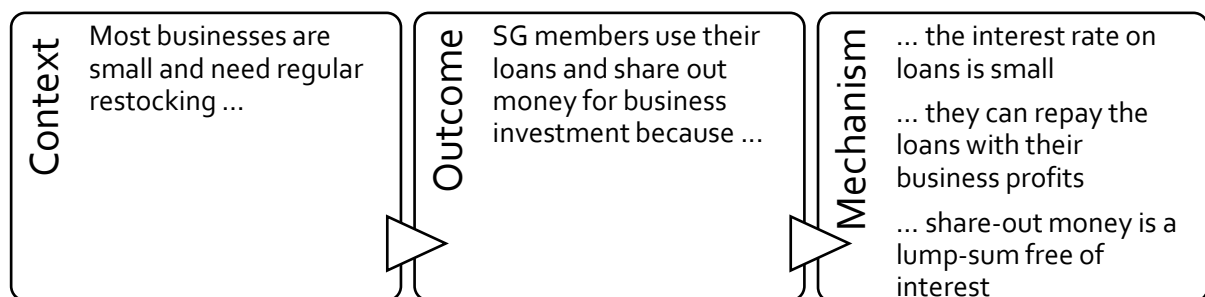 Context
Most businesses are
small and need regular
restocking ...
Outcome
SG members use their
loans and share out
money for business
investment because ...
Mechanism
... the interest rate on
loans is small
... they can repay the
loans with their
business profits
... share-out money is a
lump-sum free of
interest